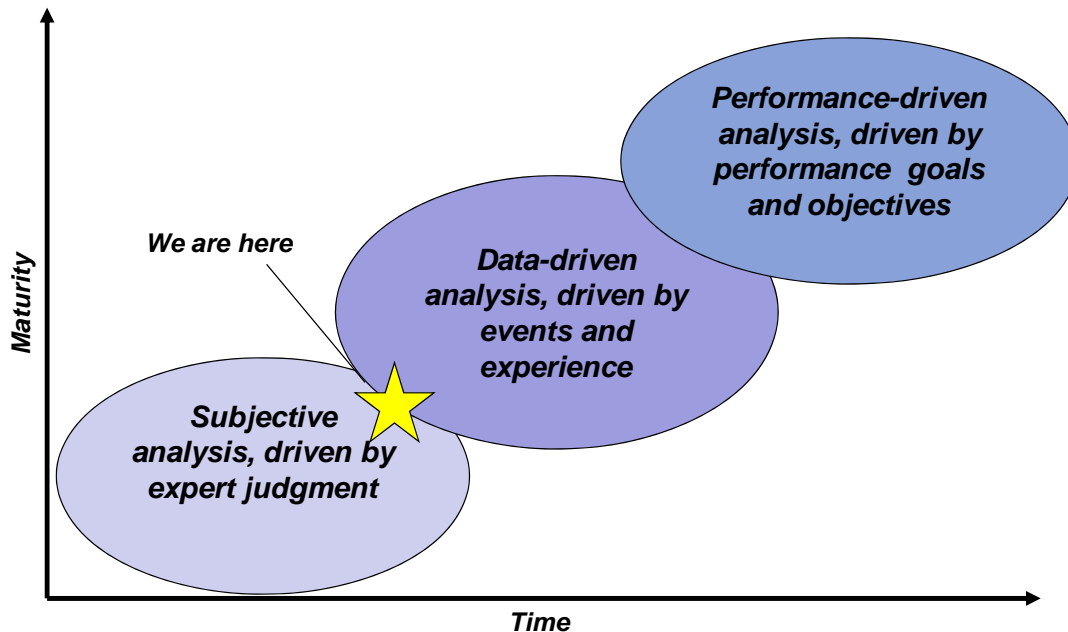 Performance-driven
analysis, driven by
performance goals
and objectives
We are here
Data-driven
analysis, driven by
events and
experience
Maturity
Subjective
analysis, driven by
expert judgment
Time